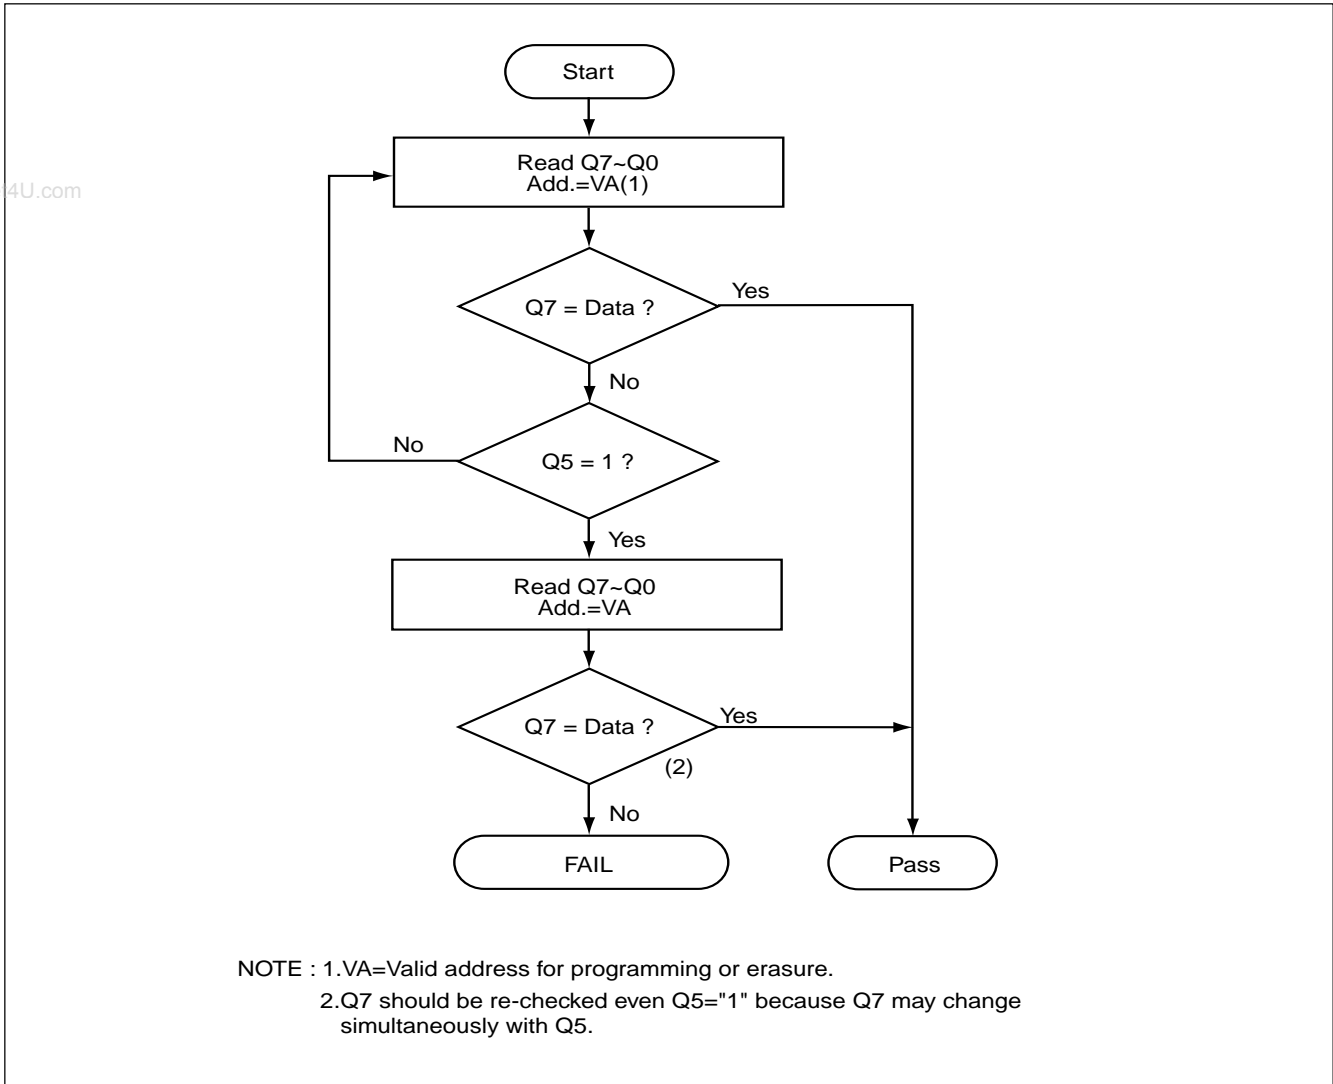 Start
Read Q7~Q0
Add.=VA(1)
4U.com
Q7 = Data ?
Yes
No
No
Q5 = 1 ?
Yes
Read Q7~Q0
Add.=VA
Q7 = Data ?
Yes
(2)
No
FAIL
Pass
NOTE : 1.VA=Valid address for programming or erasure.
2.Q7 should be re-checked even Q5="1" because Q7 may change
simultaneously with Q5.